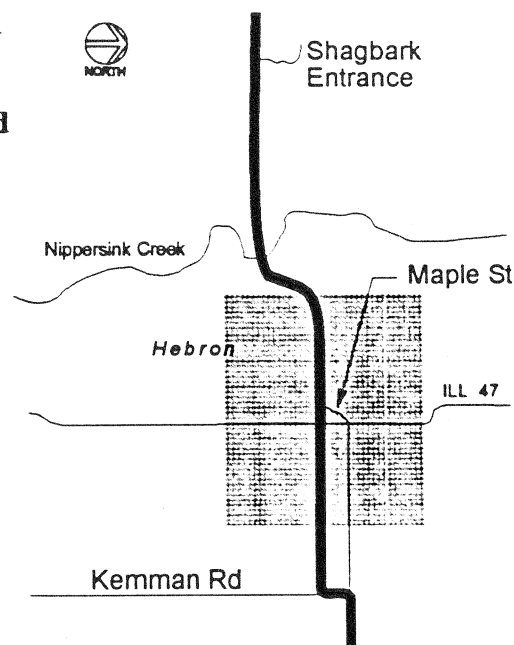 NORTH
d
Shagbark
Entrance
Nippersink Creek
Maple St
Hebron
ILL 47
Kemman Rd